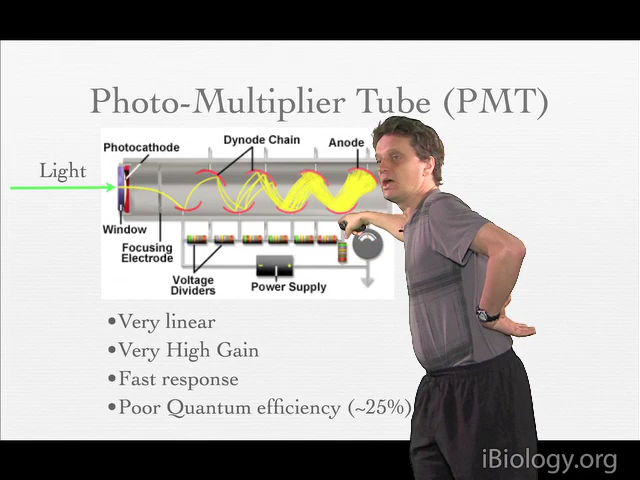 Photo-Multiplier Tube (PMT)
Photocathode
Dynode Chain
Anode
Light
Window
Focusing
Electrode
Voltage
Dividers
Power Supply
•Very linear
•Very High Gain
•Fast response
•Poor Quantum efficiency (~25%)
iBiology.org